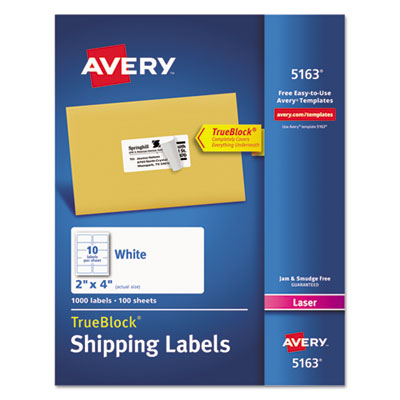 AVERY
5163®
Free Easy-to-Use
Avery® Templates
avery.com/templates
Use Avery® template 5163®
TrueBlock®
Completely Covers
Everything Underneath
Springhill
To:
10
labels
per sheet
White
2" x 4"
(actual size)
1000 labels • 100 sheets
Jam & Smudge Free
GUARANTEED
Laser
TrueBlock®
Shipping Labels
AVERY
5163®